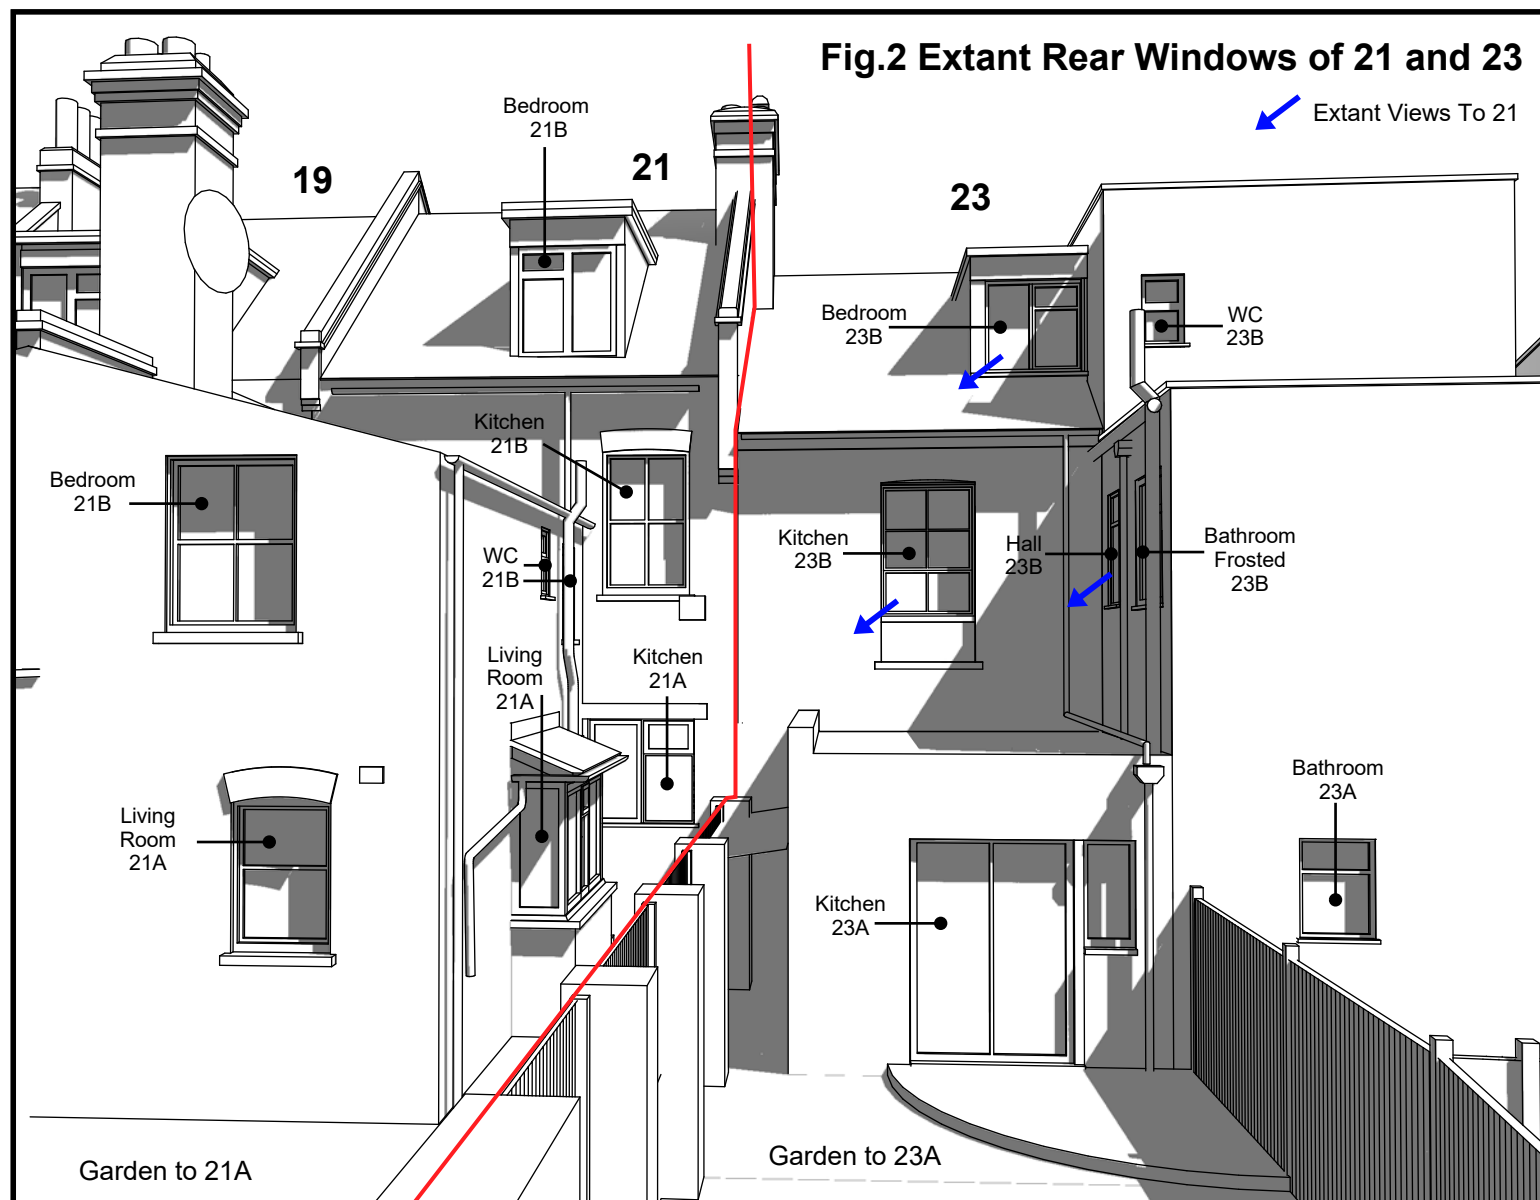 Fig.2 Extant Rear Windows of 21 and 23
Extant Views To 21
Bedroom
21B
19
21
23
Bedroom
23B
WC
23B
Kitchen
21B
Bedroom
21B
WC
21B
Kitchen
23B
Hall
23B
Bathroom
Frosted
23B
Living
Room
21A
Kitchen
21A
Living
Room
21A
Bathroom
23A
Kitchen
23A
Garden to 21A
Garden to 23A